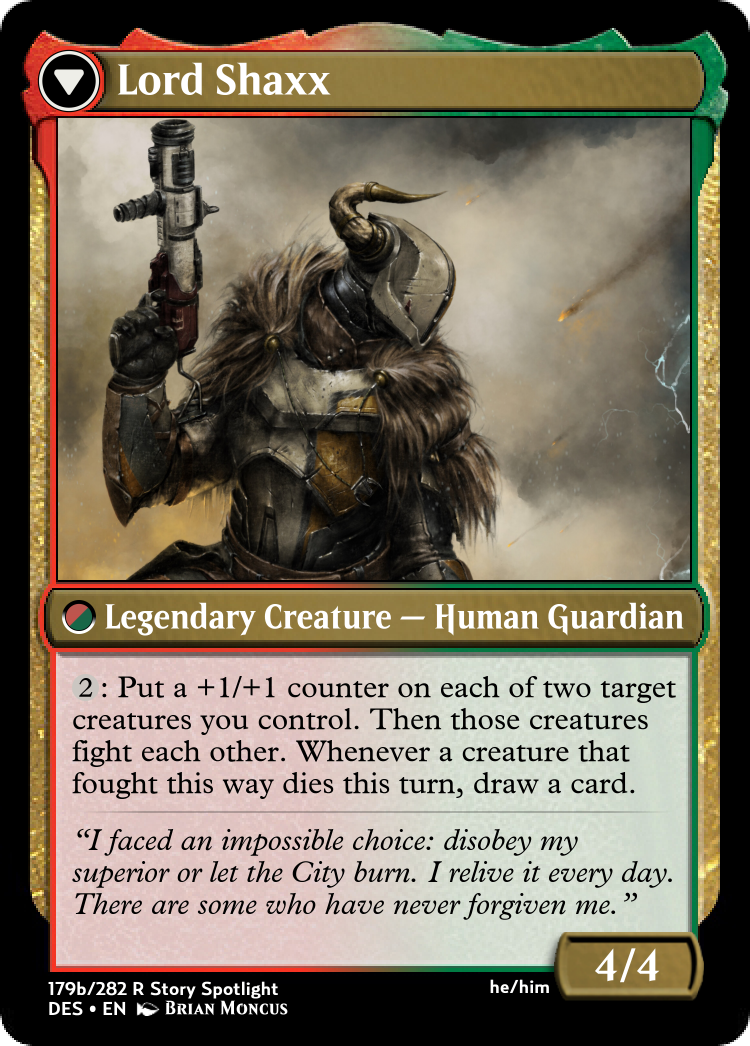 Lord Shaxx
Legendary Creature — Human Guardian
2: Put a +1/+1 counter on each of two target
creatures you control. Then those creatures
fight each other. Whenever a creature that
fought this way dies this turn, draw a card.
“I faced an impossible choice: disobey my
superior or let the City burn. I relive it every day.
There are some who have never forgiven me.”
4/4
179b/282 R Story Spotlight
he/him
DES • EN Brian Moncus